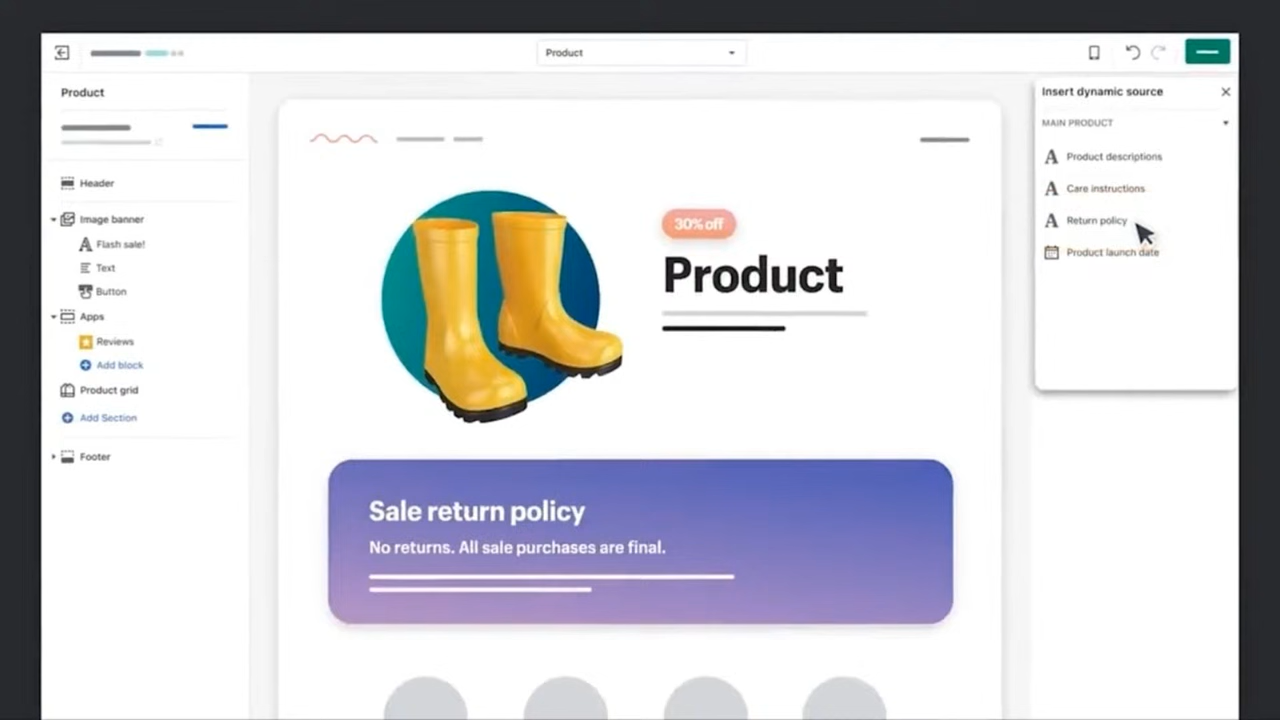 Product
Product
Header
Image banner
Flash sale!
Text
Button
Apps
Reviews
Add block
Product grid
Add Section
Footer
30% off
Product
Sale return policy
No returns. All sale purchases are final.
Insert dynamic source
MAIN PRODUCT
Product descriptions
Care instructions
Return policy
Product launch date